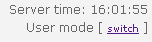 Server time: 16:01:55
User mode [ switch ]